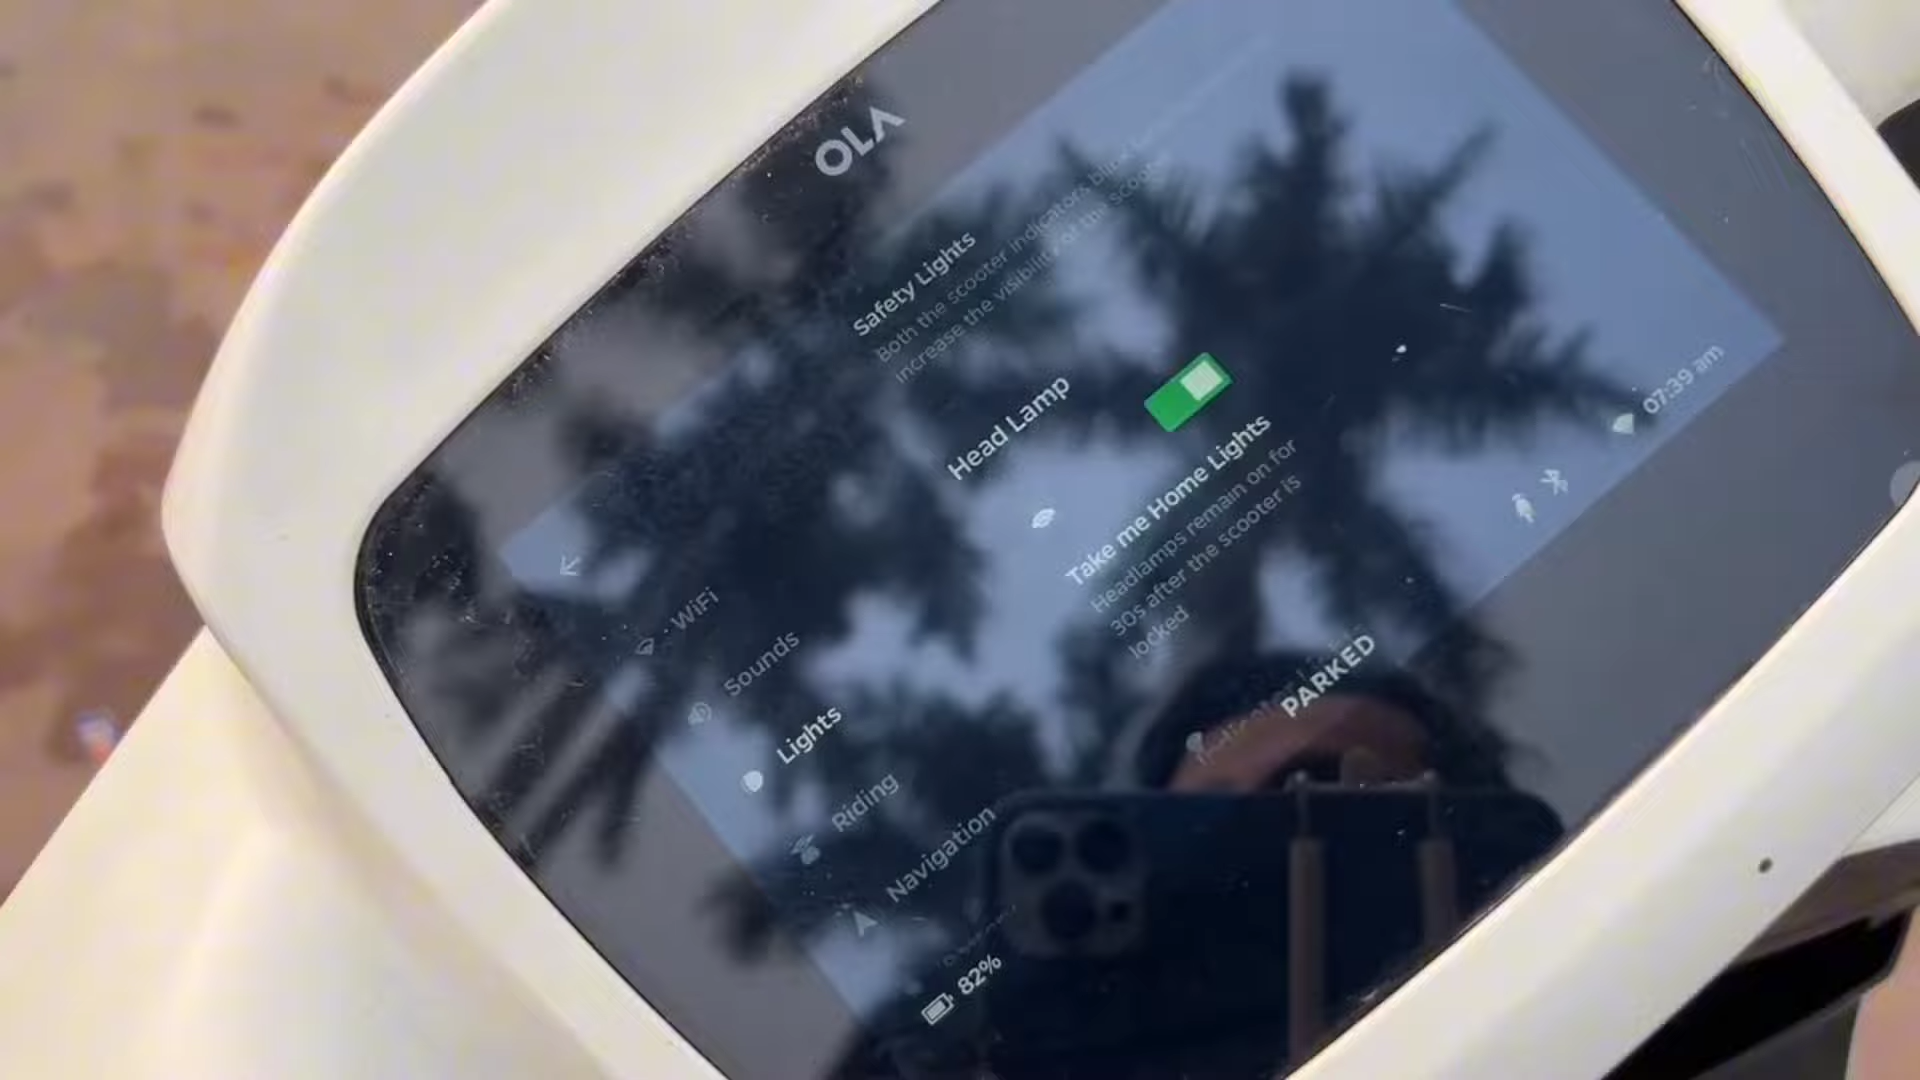 OLA
Safety Lights
Both the scooter indicators blink
increase the visibility of the scooter
Head Lamp
Take me Home Lights
Headlamps remain on for
30s after the scooter is
locked
WiFi
Sounds
Lights
Riding
Navigation
PARKED
07:39 am
82%